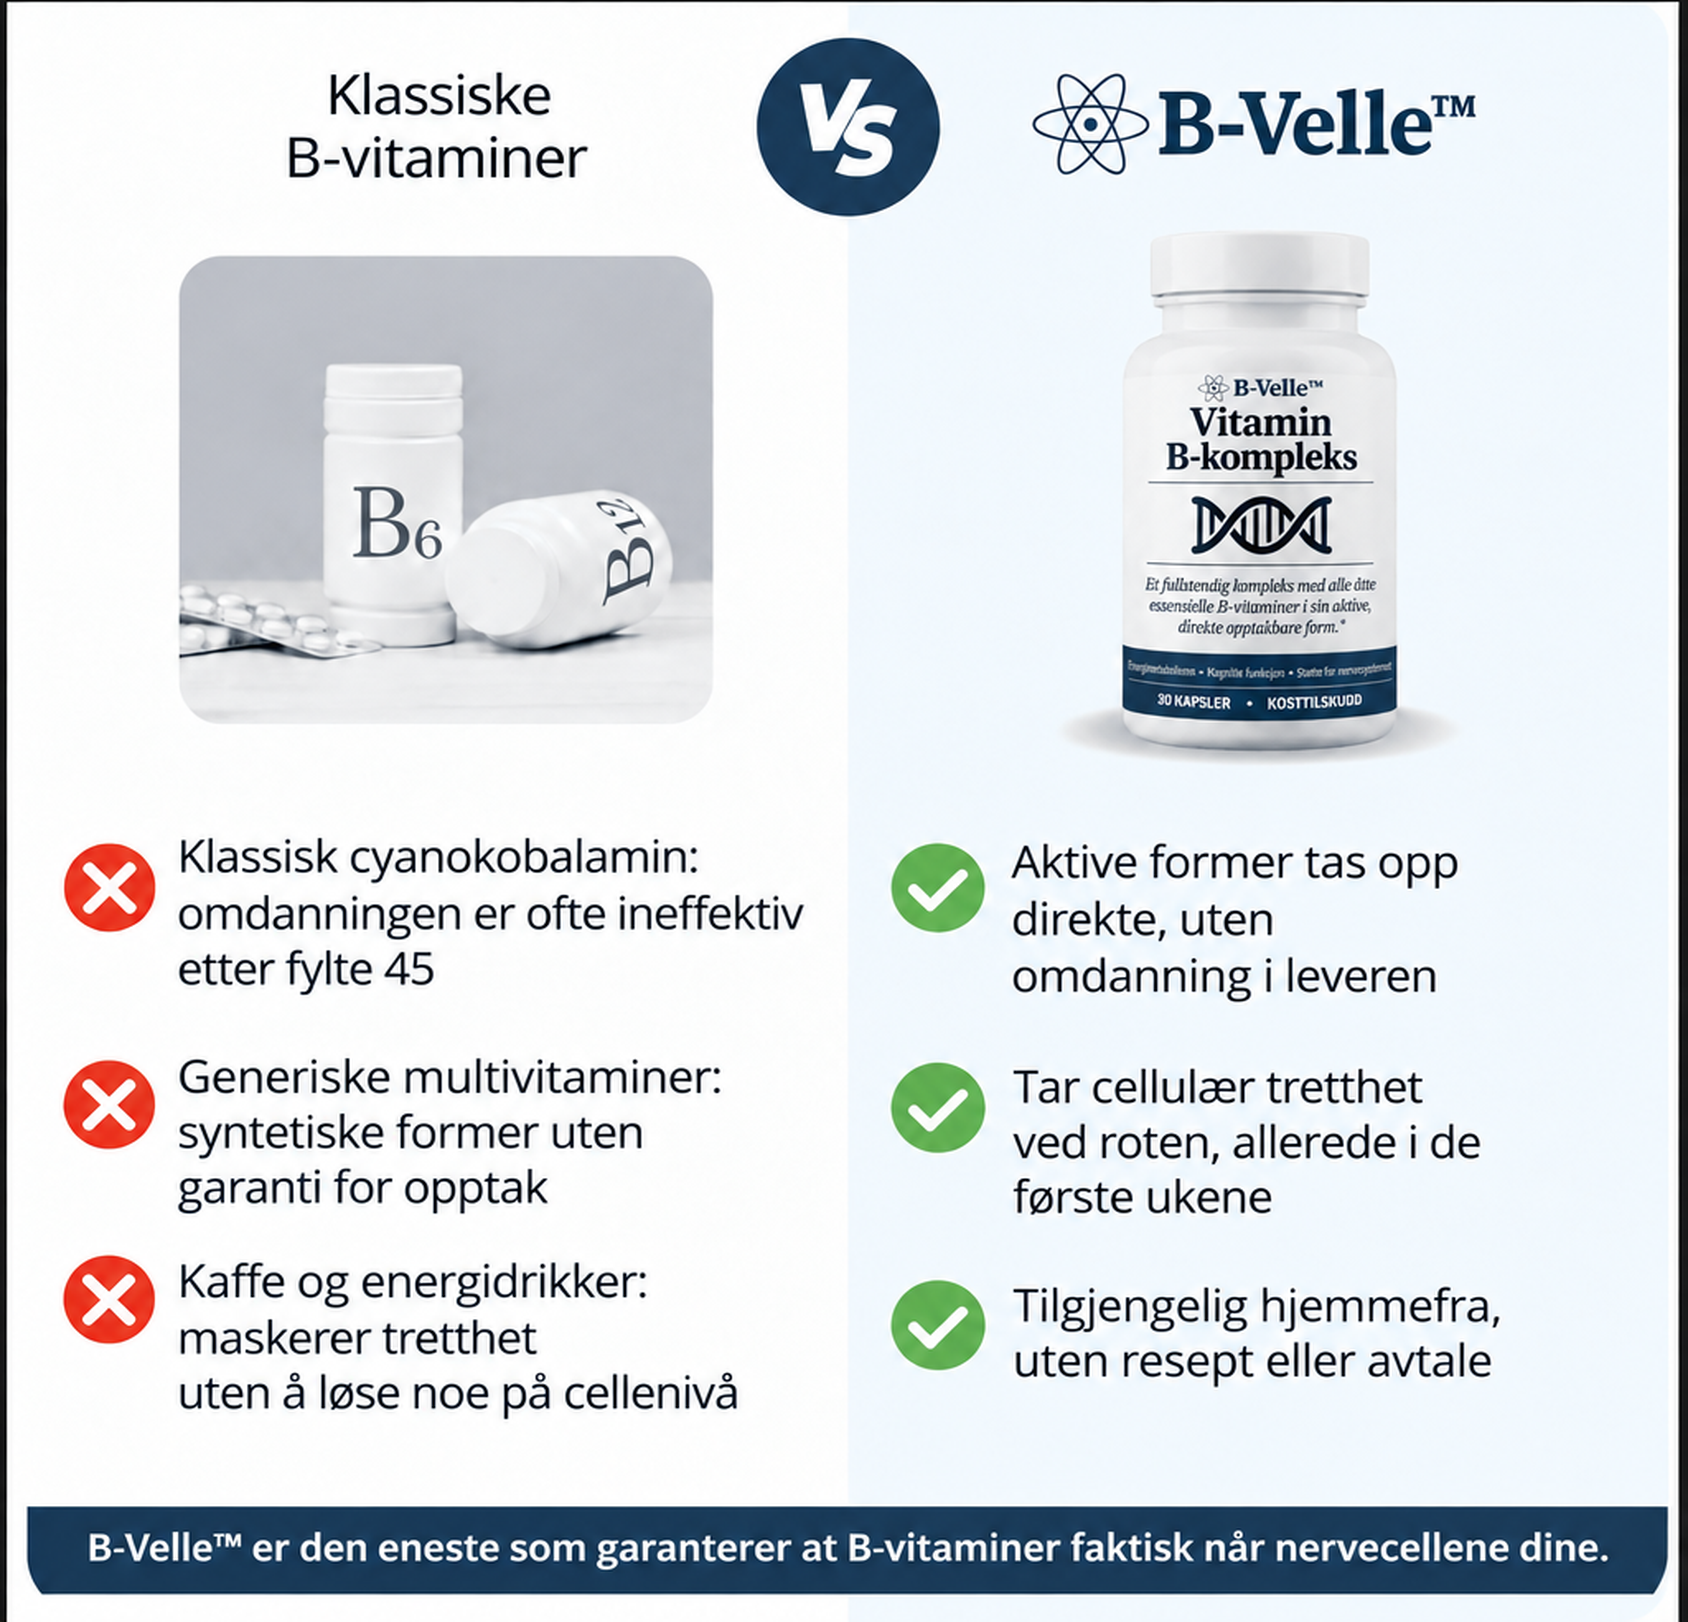 Klassiske
B-vitaminer
VS
B-Velle™
B6
B12
B-Velle™
Vitamin
B-kompleks
Et fullstendig kompleks med alle åtte
essensielle B-vitaminer i sin aktive,
direkte opptakbare form.*
30 KAPSLER • KOSTTILSKUDD
Klassisk cyanokobalamin:
omdanningen er ofte ineffektiv
etter fylte 45
Generiske multivitaminer:
syntetiske former uten
garanti for opptak
Kaffe og energidrikker:
maskerer tretthet
uten å løse noe på cellenivå
Aktive former tas opp
direkte, uten
omdanning i leveren
Tar cellulær tretthet
ved roten, allerede i de
første ukene
Tilgjengelig hjemmefra,
uten resept eller avtale
B-Velle™ er den eneste som garanterer at B-vitaminer faktisk når nervecellene dine.